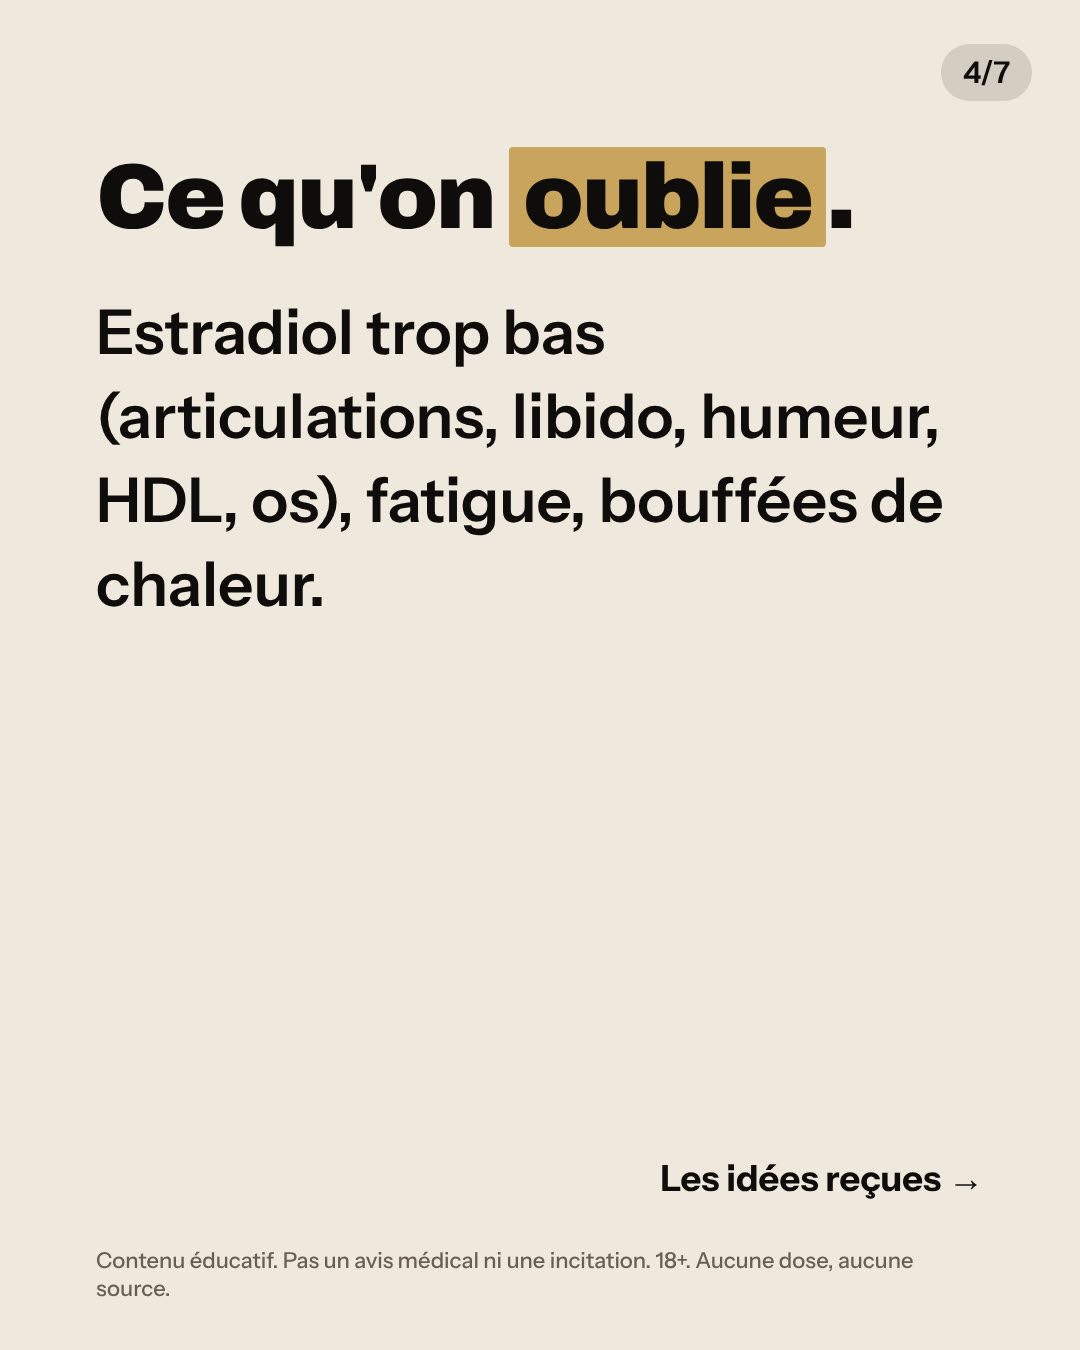 4/7
Ce qu'on oublie.
Estradiol trop bas
(articulations, libido, humeur,
HDL, os), fatigue, bouffées de
chaleur.
Les idées reçues →
Contenu éducatif. Pas un avis médical ni une incitation. 18+. Aucune dose, aucune
source.